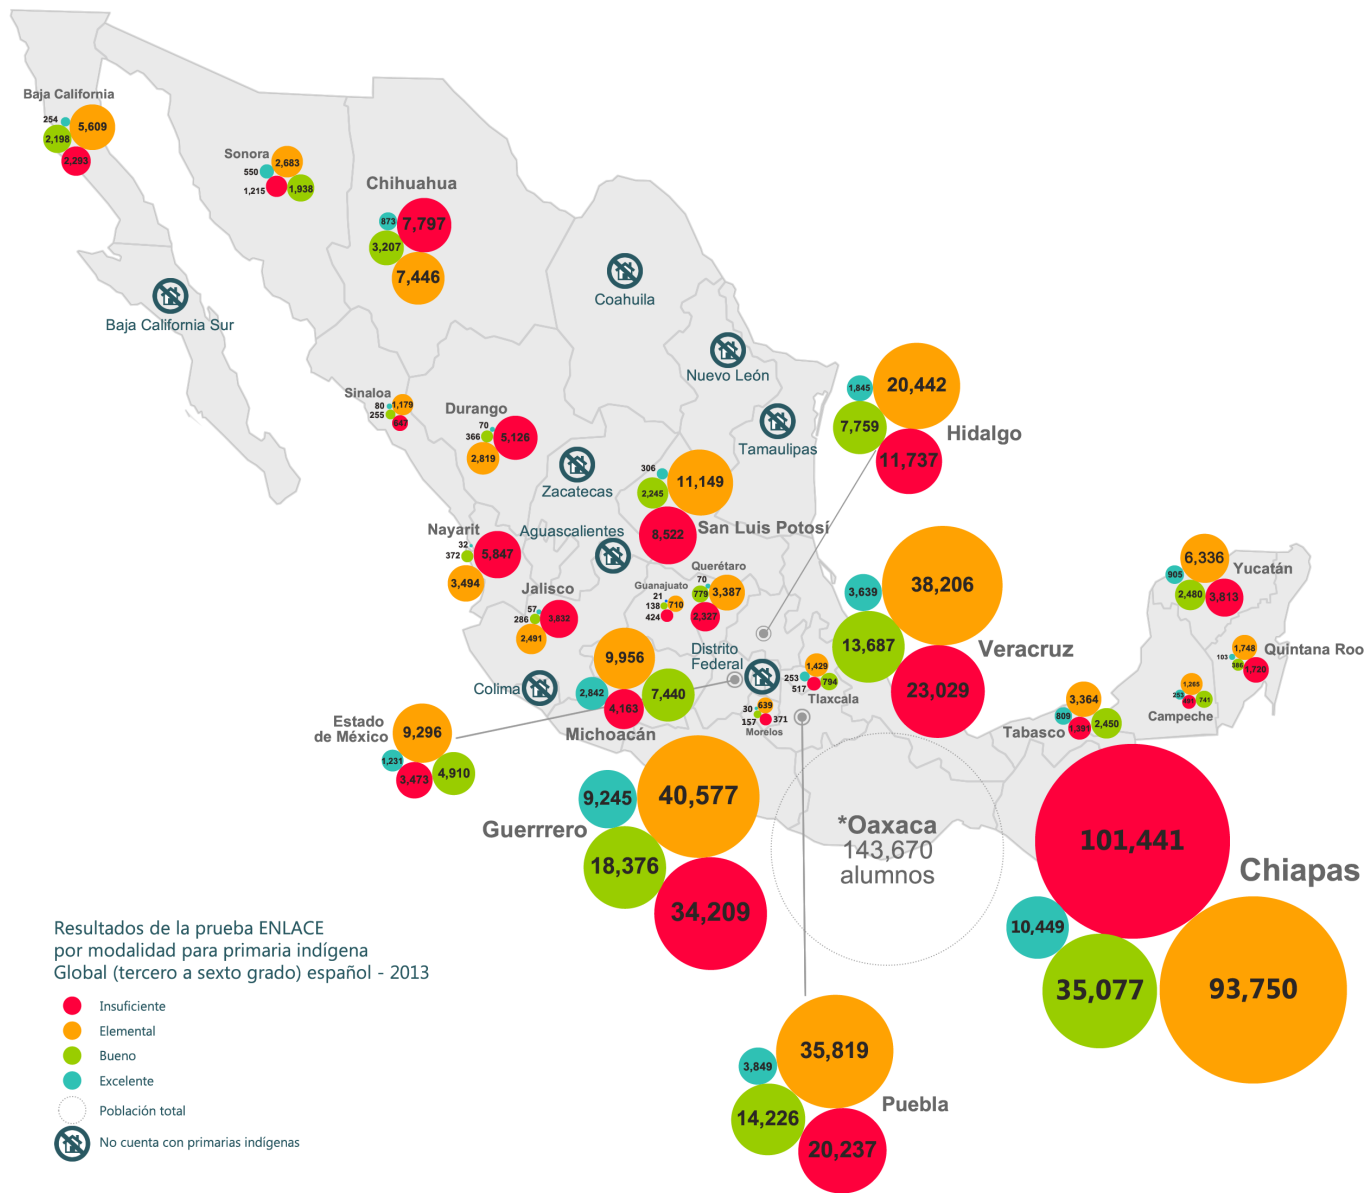 Baja California
254
5,609
2,198
2,293
Sonora
2,683
550
1,215
1,938
Chihuahua
873
7,797
3,207
7,446
Baja California Sur
Coahuila
Nuevo León
Tamaulipas
Sinaloa
80
1,179
255
647
Durango
70
366
5,126
2,819
Zacatecas
306
11,149
2,245
8,522
San Luis Potosí
1,845
20,442
7,759
11,737
Hidalgo
Nayarit
32
372
5,847
3,494
Aguascalientes
Jalisco
57
286
3,832
2,491
Guanajuato
21
138
710
424
Querétaro
70
779
3,387
2,327
3,639
38,206
13,687
23,029
Veracruz
6,336
905
2,480
3,813
Yucatán
1,748
103
386
1,720
Quintana Roo
1,265
253
741
Campeche
3,364
809
1,391
2,450
Tabasco
Distrito
Federal
1,429
253
517
794
Tlaxcala
30
639
157
371
Morelos
Colima
9,956
2,842
7,440
4,163
Michoacán
Estado
de México
9,296
1,231
3,473
4,910
Guerrrero
9,245
40,577
18,376
34,209
*Oaxaca
143,670
alumnos
101,441
Chiapas
10,449
35,077
93,750
35,819
3,849
14,226
20,237
Puebla
Resultados de la prueba ENLACE
por modalidad para primaria indígena
Global (tercero a sexto grado) español - 2013
Insuficiente
Elemental
Bueno
Excelente
Población total
No cuenta con primarias indígenas